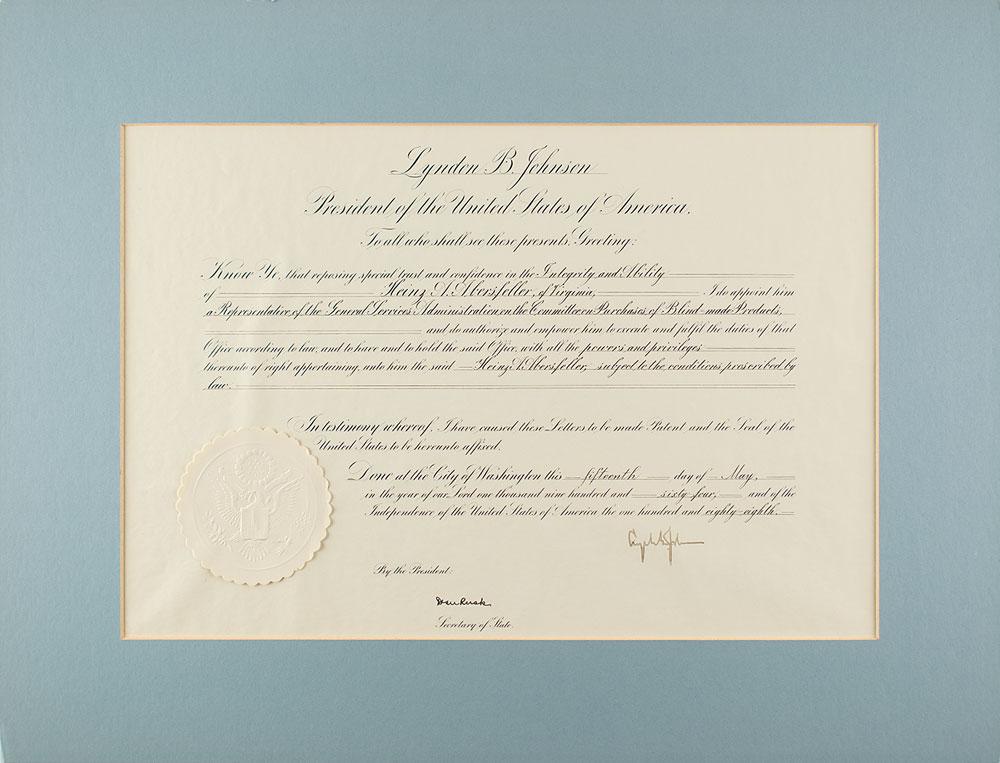 Lyndon B. Johnson
President of the United States of America.
To all who shall see these presents, Greeting:
Know Ye, that reposing special trust and confidence in the Integrity and Ability
of Heinz A. Abersfeller, of Virginia, I do appoint him
a Representative of the General Services Administration on the Committee on Purchases of Blind-made Products,
and do authorize and empower him to execute and fulfil the duties of that
Office according to law, and to have and to hold the said Office, with all the powers and privileges
thereunto of right appertaining, unto him the said Heinz A. Abersfeller, subject to the conditions prescribed by
law.
In testimony whereof, I have caused these Letters to be made Patent and the Seal of the
United States to be hereunto affixed.
Done at the City of Washington this fifteenth day of May,
in the year of our Lord one thousand nine hundred and sixty-four, and of the
Independence of the United States of America the one hundred and eighty-eighth.
Lyndon B. Johnson
By the President:
Dean Rusk
Secretary of State.